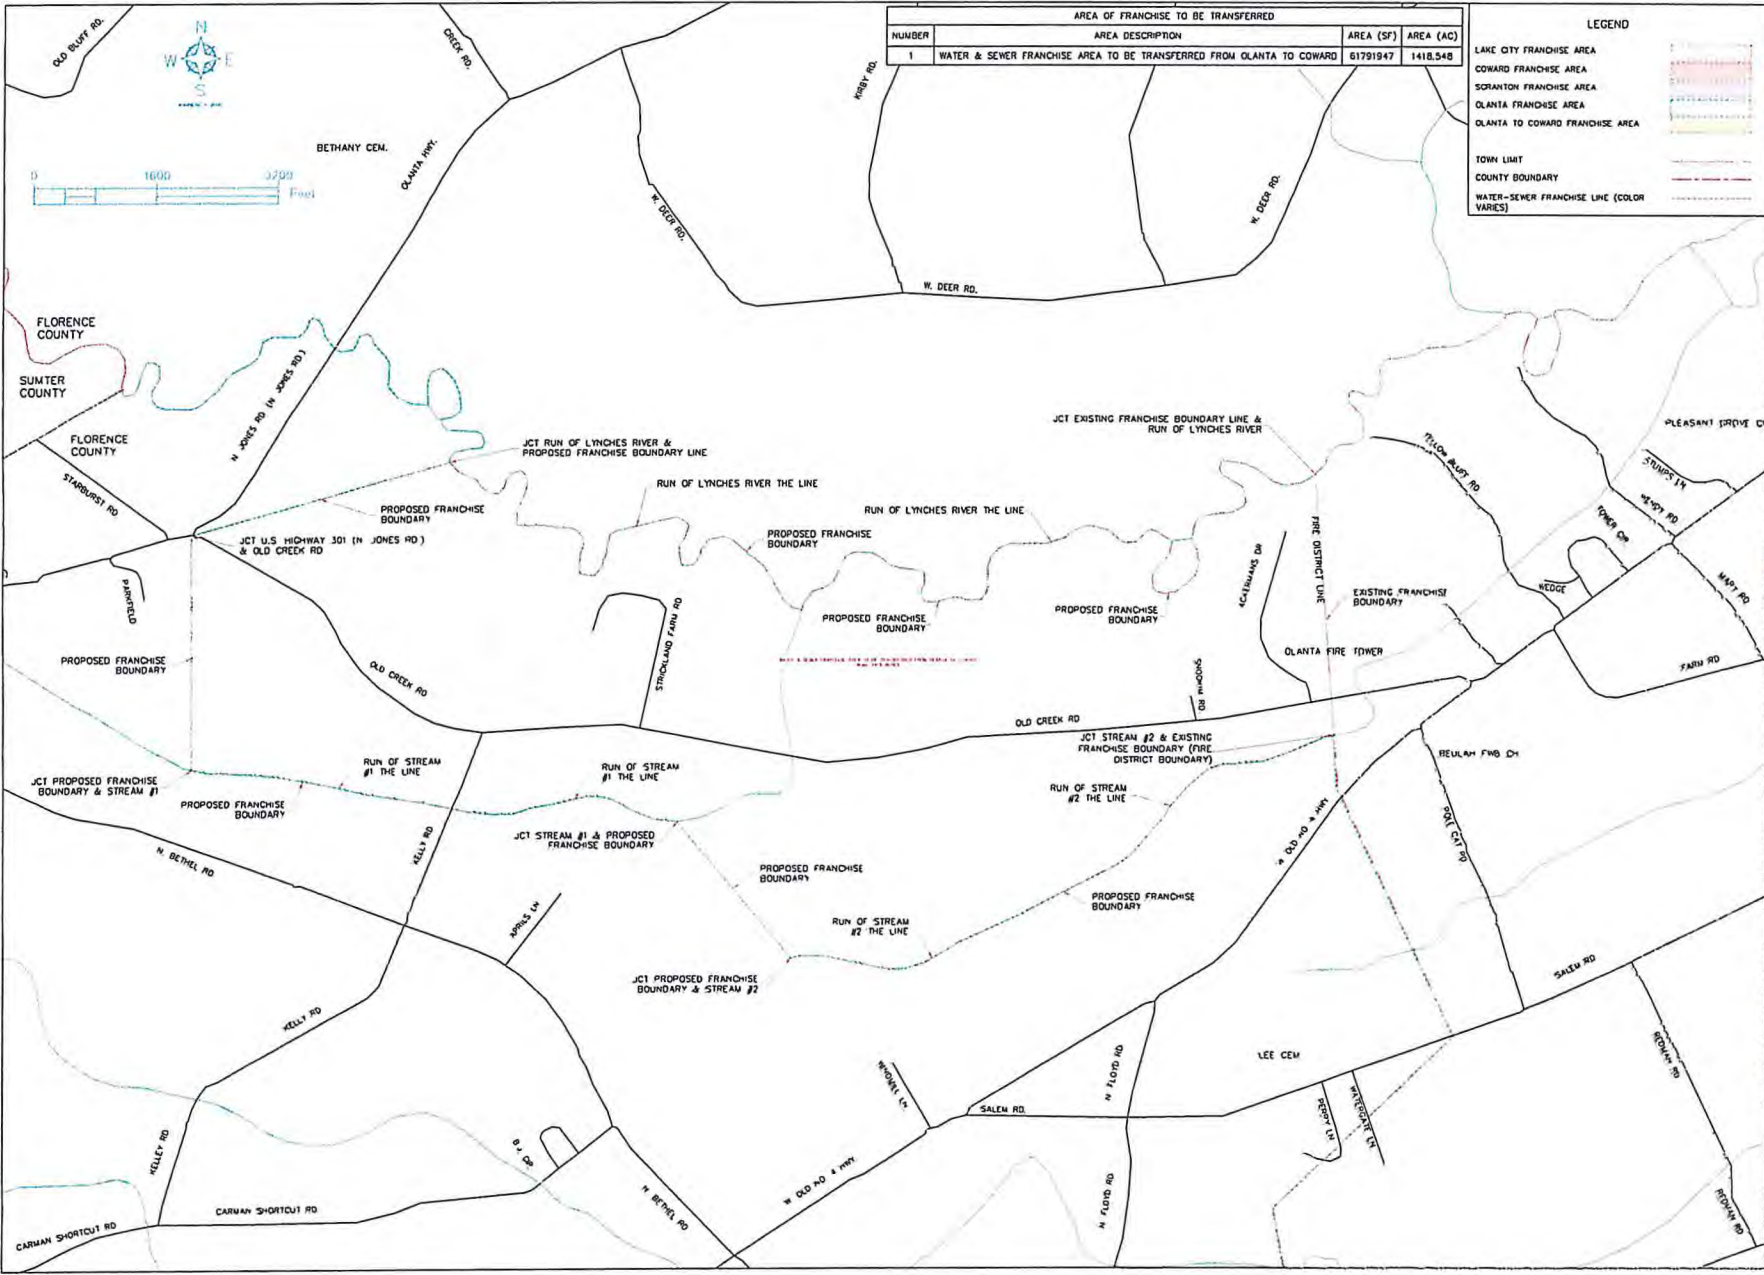 AREA OF FRANCHISE TO BE TRANSFERRED
NUMBER AREA DESCRIPTION AREA (SF) AREA (AC)
1 WATER & SEWER FRANCHISE AREA TO BE TRANSFERRED FROM OLANTA TO COWARD 61791947 1418.548
LEGEND
LAKE CITY FRANCHISE AREA
COWARD FRANCHISE AREA
SCRANTON FRANCHISE AREA
OLANTA FRANCHISE AREA
OLANTA TO COWARD FRANCHISE AREA
TOWN LIMIT
COUNTY BOUNDARY
WATER-SEWER FRANCHISE LINE (COLOR
VARIES)
OLD BLUFF RD.
N
W E
S
CREEK RD.
KIRBY RD.
BETHANY CEM.
OLANTA HWY.
0 1600 3200
Feet
W. DEER RD.
W. DEER RD.
W. DEER RD.
FLORENCE
COUNTY
SUMTER
COUNTY
FLORENCE
COUNTY
N JONES RD (N JONES RD)
STARBURST RD
JCT RUN OF LYNCHES RIVER &
PROPOSED FRANCHISE BOUNDARY LINE
JCT EXISTING FRANCHISE BOUNDARY LINE &
RUN OF LYNCHES RIVER
YELLOW BLUFF RD
PLEASANT GROVE C
STUMPS LN
WENDY RD
TOWER CIR
RUN OF LYNCHES RIVER THE LINE
RUN OF LYNCHES RIVER THE LINE
PROPOSED FRANCHISE
BOUNDARY
PROPOSED FRANCHISE
BOUNDARY
JCT U.S HIGHWAY 301 (N JONES RD)
& OLD CREEK RD
FIRE DISTRICT LINE
ACKERMANS DR
PARKFIELD
WEDGE
MARY RD
EXISTING FRANCHISE
BOUNDARY
PROPOSED FRANCHISE
BOUNDARY
PROPOSED FRANCHISE
BOUNDARY
STRICKLAND FARM RD
OLANTA FIRE TOWER
PROPOSED FRANCHISE
BOUNDARY
OLD CREEK RD
FARM RD
OLD CREEK RD
JCT STREAM #2 & EXISTING
FRANCHISE BOUNDARY (FIRE
DISTRICT BOUNDARY)
BEULAH FWB CH
JCT PROPOSED FRANCHISE
BOUNDARY & STREAM #1
RUN OF STREAM
#1 THE LINE
RUN OF STREAM
#1 THE LINE
RUN OF STREAM
#2 THE LINE
PROPOSED FRANCHISE
BOUNDARY
JCT STREAM #1 & PROPOSED
FRANCHISE BOUNDARY
KELLY RD
W OLD NO 4 HWY
POLE CAT RD
N. BETHEL RD
PROPOSED FRANCHISE
BOUNDARY
PROPOSED FRANCHISE
BOUNDARY
APRILS LN
RUN OF STREAM
#2 THE LINE
JCT PROPOSED FRANCHISE
BOUNDARY & STREAM #2
SALEM RD
KELLY RD
LEE CEM
REDMAN RD
N FLOYD RD
SALEM RD.
PERRY LN
WATERGATE LN
KELLEY RD
B.J. CIR
W OLD NO 4 HWY.
N BETHEL RD
N FLOYD RD
REDMAN RD
CARMAN SHORTCUT RD
CARMAN SHORTCUT RD